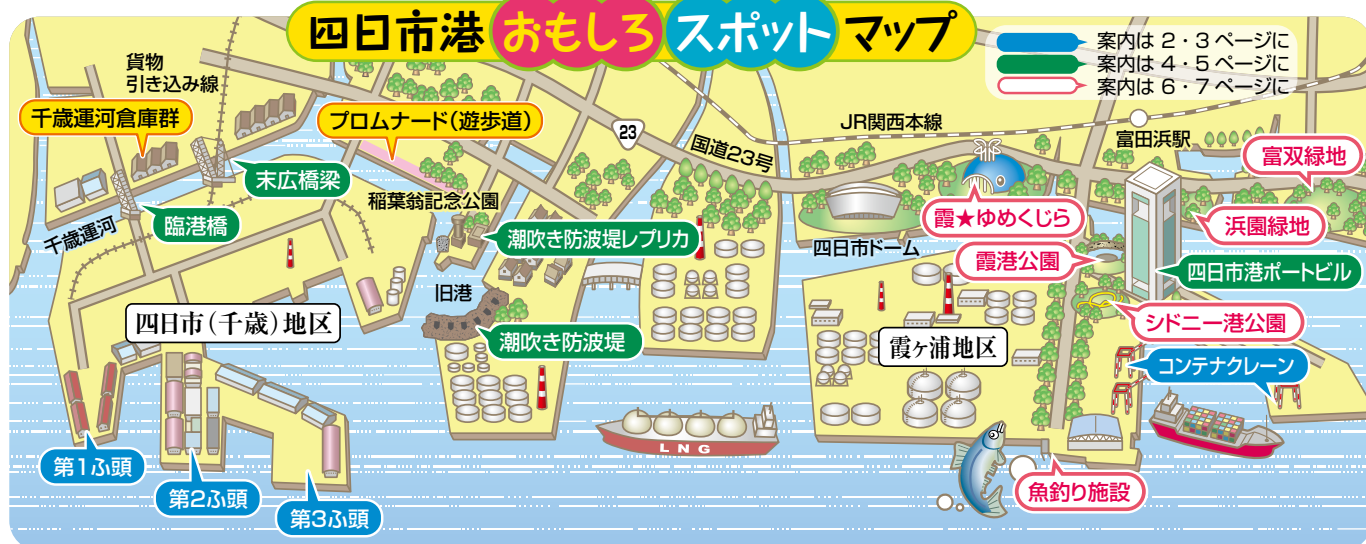 四日市港おもしろスポットマップ
案内は 2・3 ページに
案内は 4・5 ページに
案内は 6・7 ページに
貨物
引き込み線
千歳運河倉庫群
プロムナード(遊歩道)
23
国道23号
JR関西本線
富田浜駅
富双緑地
末広橋梁
稲葉翁記念公園
臨港橋
千歳運河
潮吹き防波堤レプリカ
四日市ドーム
霞★ゆめくじら
浜園緑地
霞港公園
四日市港ポートビル
旧港
四日市(千歳)地区
潮吹き防波堤
霞ヶ浦地区
シドニー港公園
コンテナクレーン
LNG
第1ふ頭
第2ふ頭
第3ふ頭
魚釣り施設